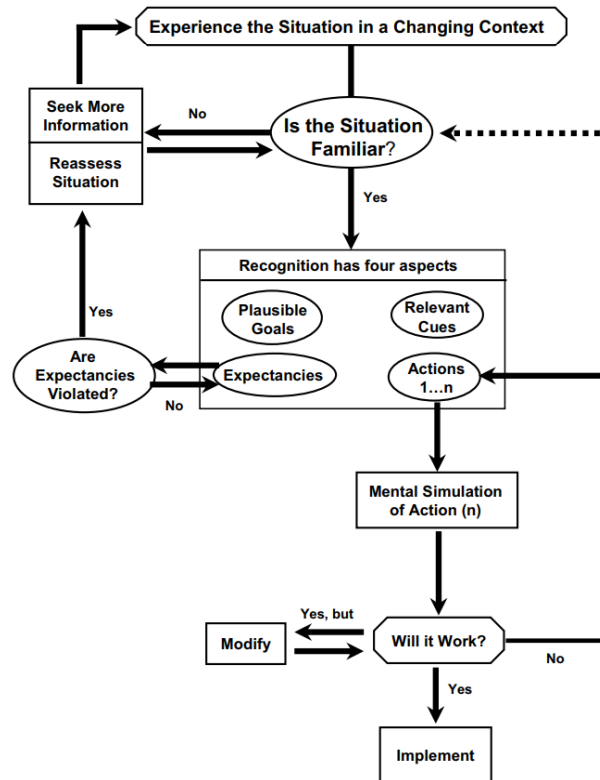 Experience the Situation in a Changing Context
Seek More
Information
Reassess
Situation
No
Is the Situation
Familiar?
Yes
Recognition has four aspects
Plausible
Goals
Relevant
Cues
Yes
Are
Expectancies
Violated?
No
Expectancies
Actions
1…n
Mental Simulation
of Action (n)
Yes, but
Modify
Will it Work?
No
Yes
Implement